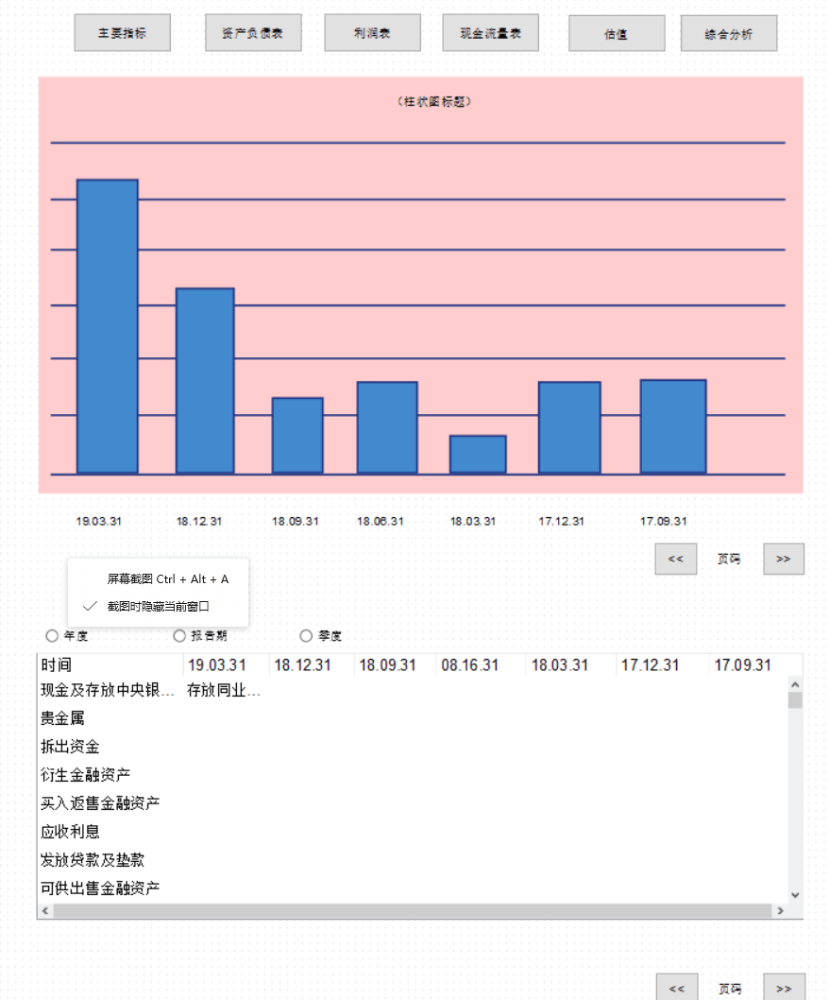 主要指标 资产负债表 利润表 现金流量表 估值 综合分析
(柱状图标题)
19.03.31 18.12.31 18.09.31 18.06.31 18.03.31 17.12.31 17.09.31
<< 页码 >>
屏幕截图 Ctrl + Alt + A
截图时隐藏当前窗口
年度 报告期 季度
时间 19.03.31 18.12.31 18.09.31 08.16.31 18.03.31 17.12.31 17.09.31
现金及存放中央银... 存放同业...
贵金属
拆出资金
衍生金融资产
买入返售金融资产
应收利息
发放贷款及垫款
可供出售金融资产
<< 页码 >>